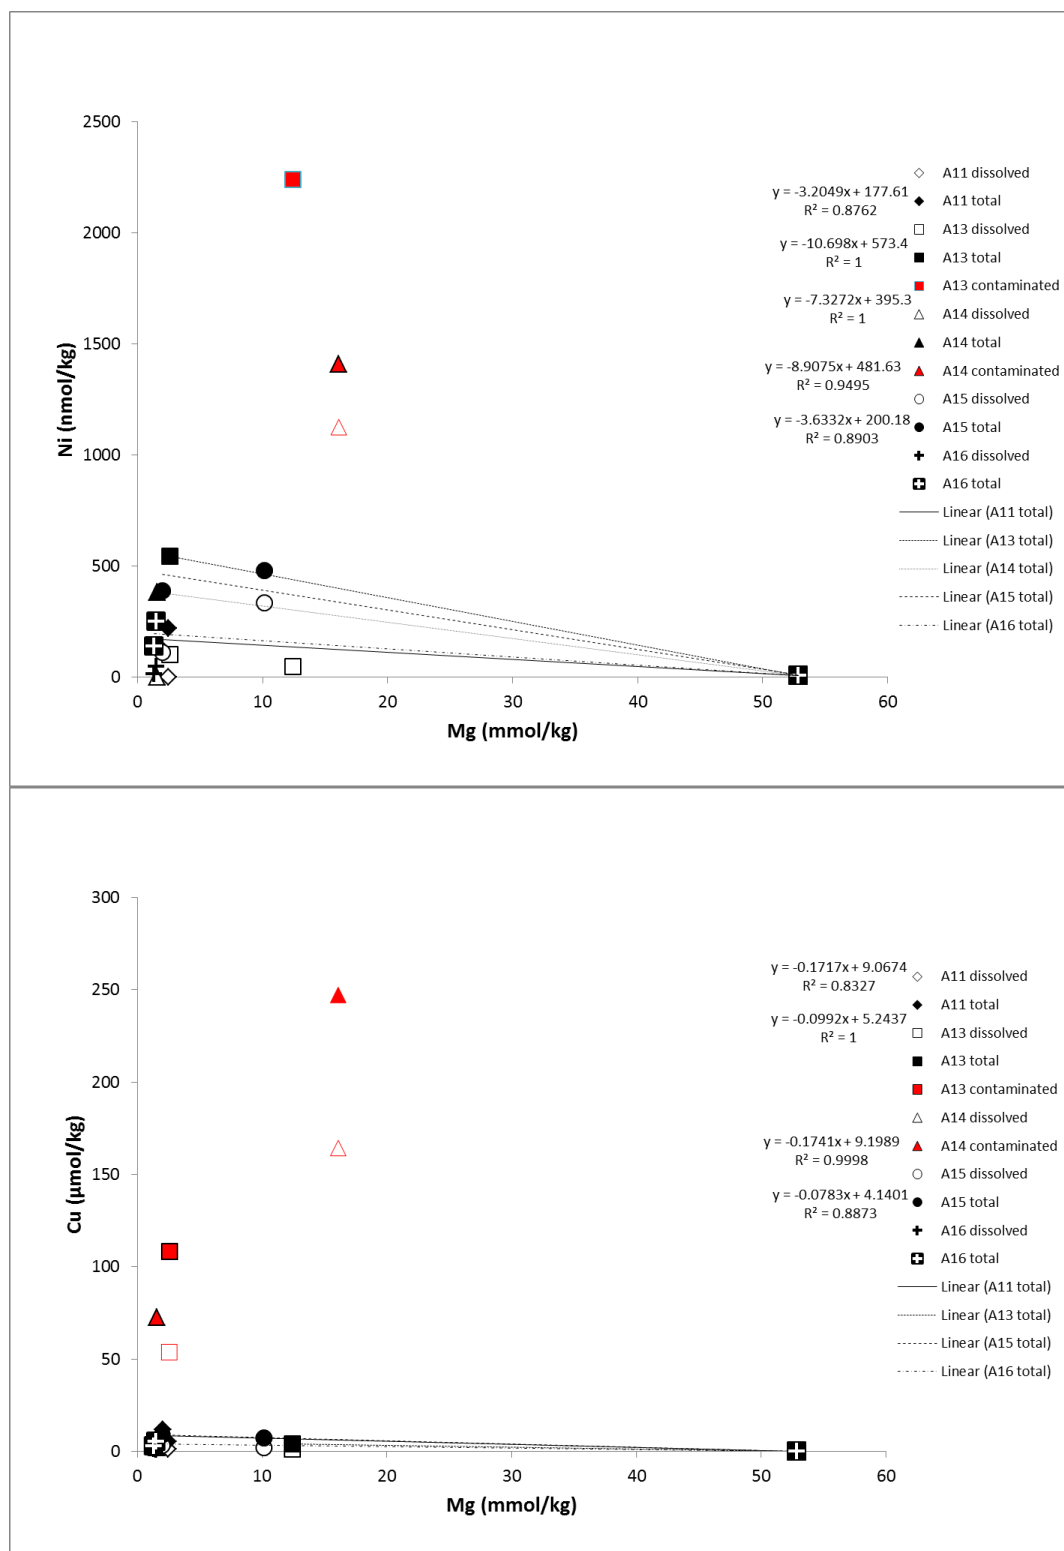 2500
2000
1500
1000
500
0
Ni (nmol/kg)
0 10 20 30 40 50 60
Mg (mmol/kg)
y = -3.2049x + 177.61
R² = 0.8762
y = -10.698x + 573.4
R² = 1
y = -7.3272x + 395.3
R² = 1
y = -8.9075x + 481.63
R² = 0.9495
y = -3.6332x + 200.18
R² = 0.8903
A11 dissolved
A11 total
A13 dissolved
A13 total
A13 contaminated
A14 dissolved
A14 total
A14 contaminated
A15 dissolved
A15 total
A16 dissolved
A16 total
Linear (A11 total)
Linear (A13 total)
Linear (A14 total)
Linear (A15 total)
Linear (A16 total)
300
250
200
150
100
50
0
Cu (µmol/kg)
0 10 20 30 40 50 60
Mg (mmol/kg)
y = -0.1717x + 9.0674
R² = 0.8327
y = -0.0992x + 5.2437
R² = 1
y = -0.1741x + 9.1989
R² = 0.9998
y = -0.0783x + 4.1401
R² = 0.8873
A11 dissolved
A11 total
A13 dissolved
A13 total
A13 contaminated
A14 dissolved
A14 contaminated
A15 dissolved
A15 total
A16 dissolved
A16 total
Linear (A11 total)
Linear (A13 total)
Linear (A15 total)
Linear (A16 total)